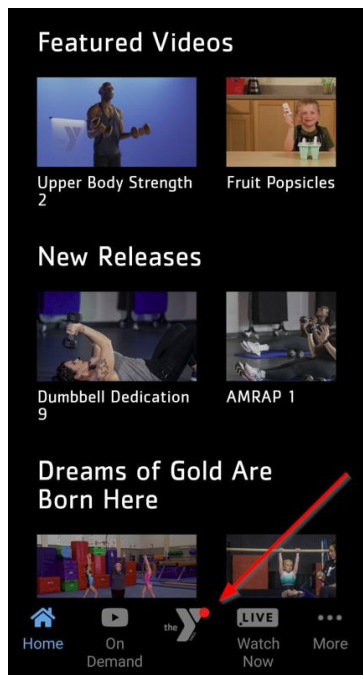 Featured Videos
Upper Body Strength
2
Fruit Popsicles
New Releases
Dumbbell Dedication
9
AMRAP 1
Dreams of Gold Are
Born Here
the Y
LIVE
Home
On
Demand
Watch
Now
More